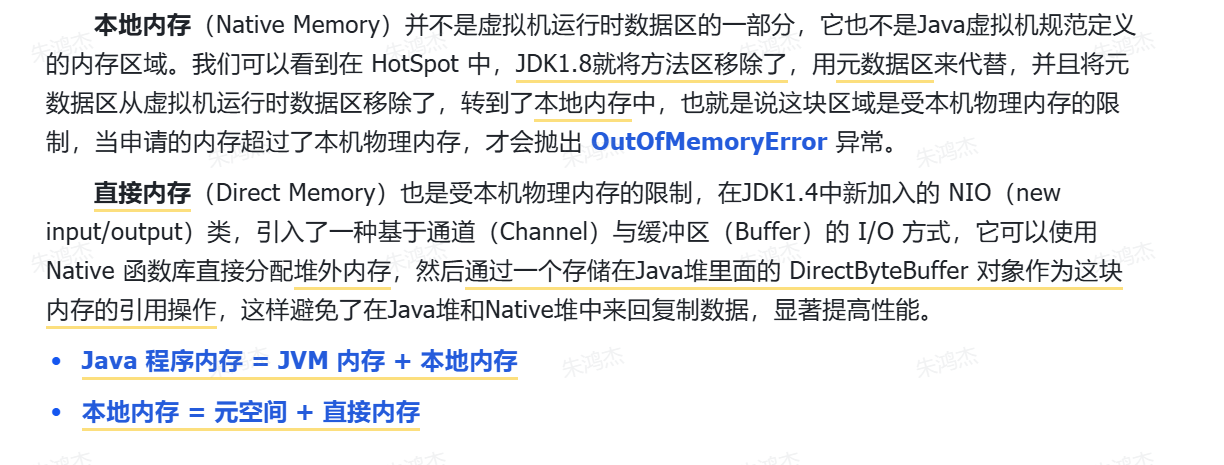 本地内存（Native Memory）并不是虚拟机运行时数据区的一部分，它也不是Java虚拟机规范定义
的内存区域。我们可以看到在 HotSpot 中，JDK1.8就将方法区移除了，用元数据区来代替，并且将元
数据区从虚拟机运行时数据区移除了，转到了本地内存中，也就是说这块区域是受本机物理内存的限
制，当申请的内存超过了本机物理内存，才会抛出 OutOfMemoryError 异常。
直接内存（Direct Memory）也是受本机物理内存的限制，在JDK1.4中新加入的 NIO（new
input/output）类，引入了一种基于通道（Channel）与缓冲区（Buffer）的 I/O 方式，它可以使用
Native 函数库直接分配堆外内存，然后通过一个存储在Java堆里面的 DirectByteBuffer 对象作为这块
内存的引用操作，这样避免了在Java堆和Native堆中来回复制数据，显著提高性能。
• Java 程序内存 = JVM 内存 + 本地内存
• 本地内存 = 元空间 + 直接内存
朱鸿杰